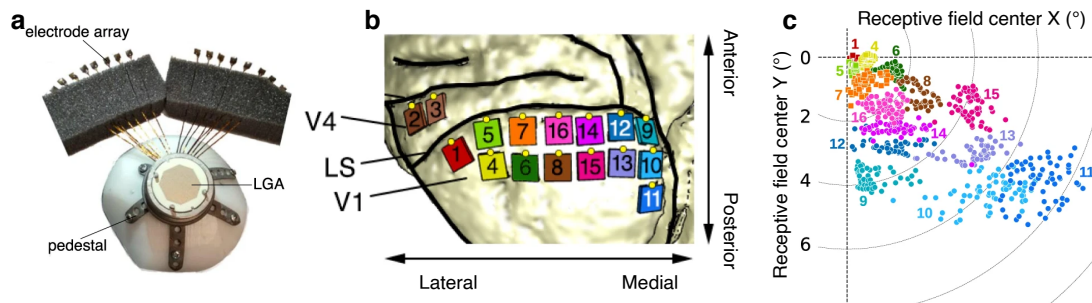 a
electrode array
LGA
pedestal
b
V4
LS
V1
2
3
1
5
7
16
14
12
9
4
6
8
15
13
10
11
Anterior
Posterior
Lateral
Medial
c
Receptive field center X (°)
Receptive field center Y (°)
0
2
4
6
1
4
6
5
7
8
15
16
14
12
13
9
10
11